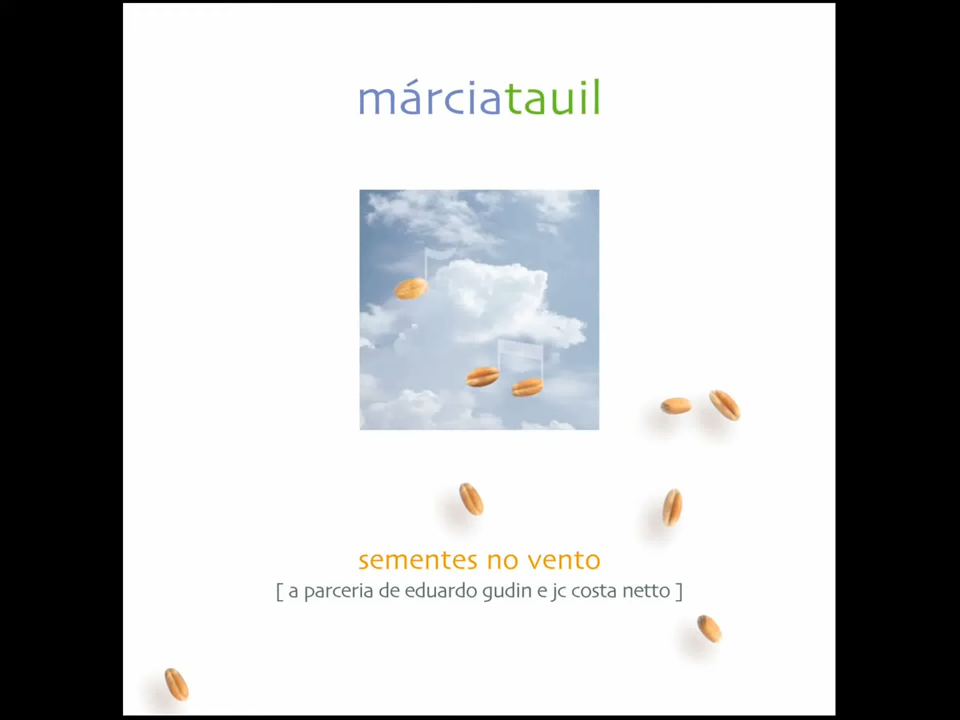 márciatauil
sementes no vento
[ a parceria de eduardo gudin e jc costa netto ]